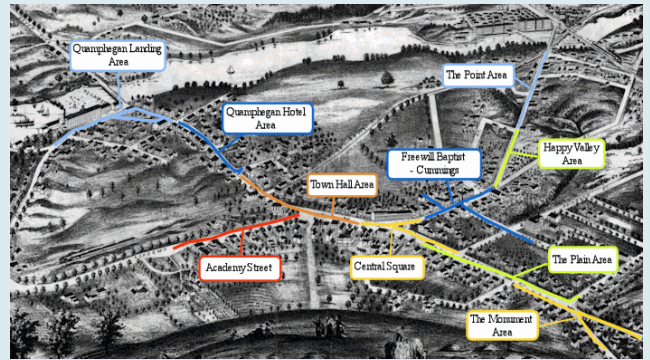 Quamphegan Landing
Area
The Point Area
Quamphegan Hotel
Area
Happy Valley
Area
Freewill Baptist
- Cummings
Town Hall Area
Academy Street
Central Square
The Plain Area
The Monument
Area